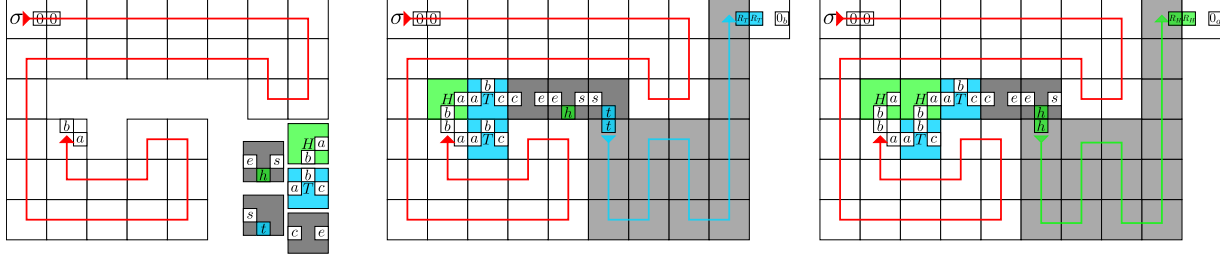 σ 0 0
b
a
H a
b
e s
h
b
a T c
s
t
c e
σ 0 0 R_T R_T 0_b
b
H a a T c c e e s s
b h t
b b t
a a T c
σ 0 0 R_H R_H 0_a
b
H a H a a T c c e e s
b b h
b b h
a a T c